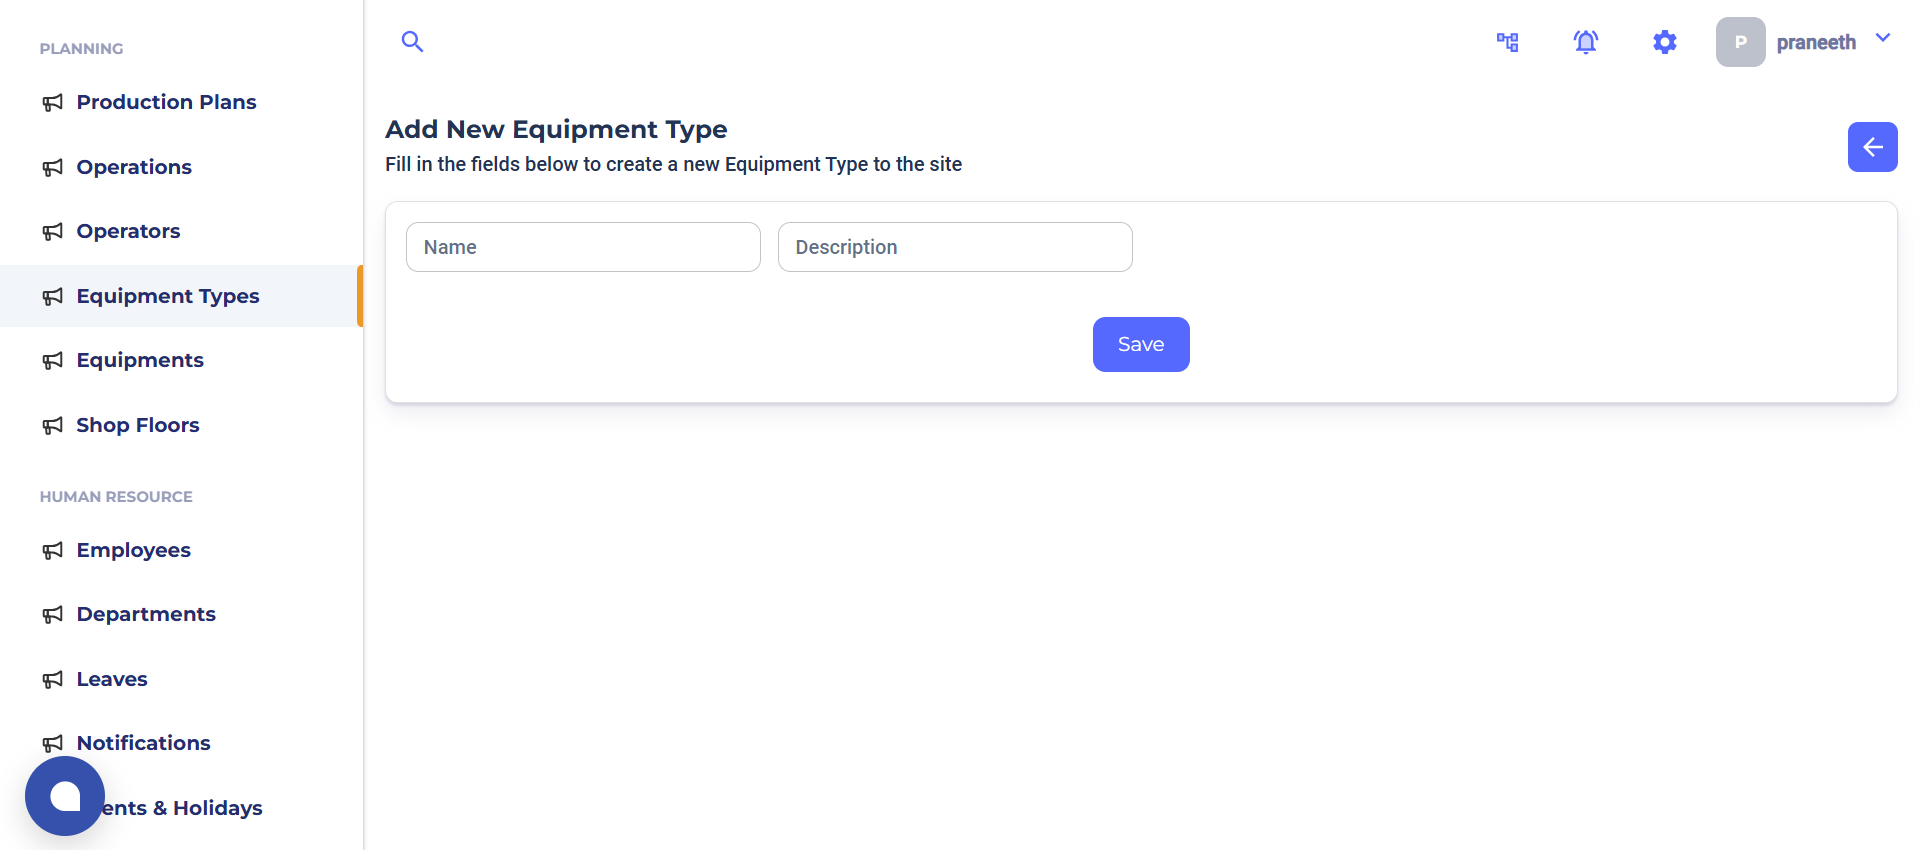 PLANNING
Production Plans
Operations
Operators
Equipment Types
Equipments
Shop Floors
HUMAN RESOURCE
Employees
Departments
Leaves
Notifications
ents & Holidays
P
praneeth
Add New Equipment Type
Fill in the fields below to create a new Equipment Type to the site
Name
Description
Save